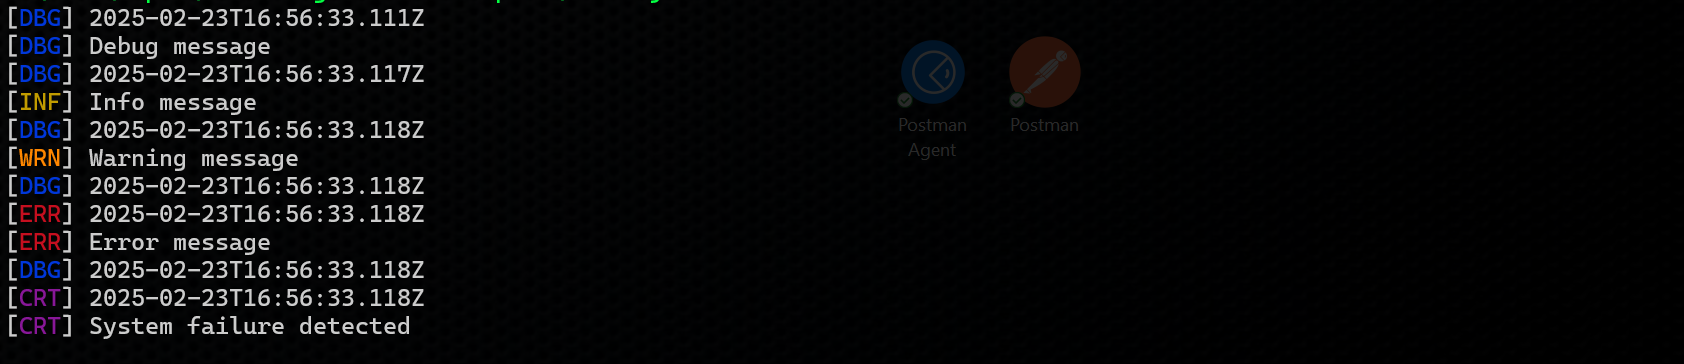 [DBG] 2025-02-23T16:56:33.111Z
[DBG] Debug message
[DBG] 2025-02-23T16:56:33.117Z
[INF] Info message
[DBG] 2025-02-23T16:56:33.118Z
[WRN] Warning message
[DBG] 2025-02-23T16:56:33.118Z
[ERR] 2025-02-23T16:56:33.118Z
[ERR] Error message
[DBG] 2025-02-23T16:56:33.118Z
[CRT] 2025-02-23T16:56:33.118Z
[CRT] System failure detected
Postman
Agent
Postman